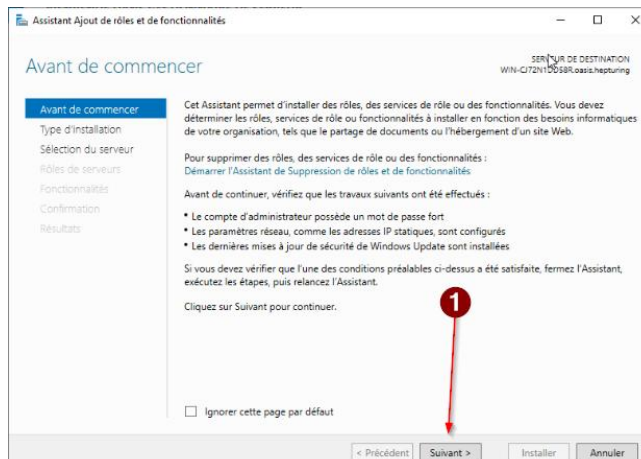 Assistant Ajout de rôles et de fonctionnalités
Avant de commencer
SERVEUR DE DESTINATION
Avant de commencer
Type d'installation
Sélection du serveur
Rôles de serveurs
Fonctionnalités
Confirmation
Résultats
Cet Assistant permet d'installer des rôles, des services de rôle ou des fonctionnalités. Vous devez
déterminer les rôles, services de rôle ou fonctionnalités à installer en fonction des besoins informatiques
de votre organisation, tels que le partage de documents ou l'hébergement d'un site Web.
Pour supprimer des rôles, des services de rôle ou des fonctionnalités :
Démarrer l'Assistant de Suppression de rôles et de fonctionnalités
Avant de continuer, vérifiez que les travaux suivants ont été effectués :
• Le compte d'administrateur possède un mot de passe fort
• Les paramètres réseau, comme les adresses IP statiques, sont configurés
• Les dernières mises à jour de sécurité de Windows Update sont installées
Si vous devez vérifier que l'une des conditions préalables ci-dessus a été satisfaite, fermez l'Assistant,
exécutez les étapes, puis relancez l'Assistant.
Cliquez sur Suivant pour continuer.
1
Ignorer cette page par défaut
< Précédent
Suivant >
Installer
Annuler